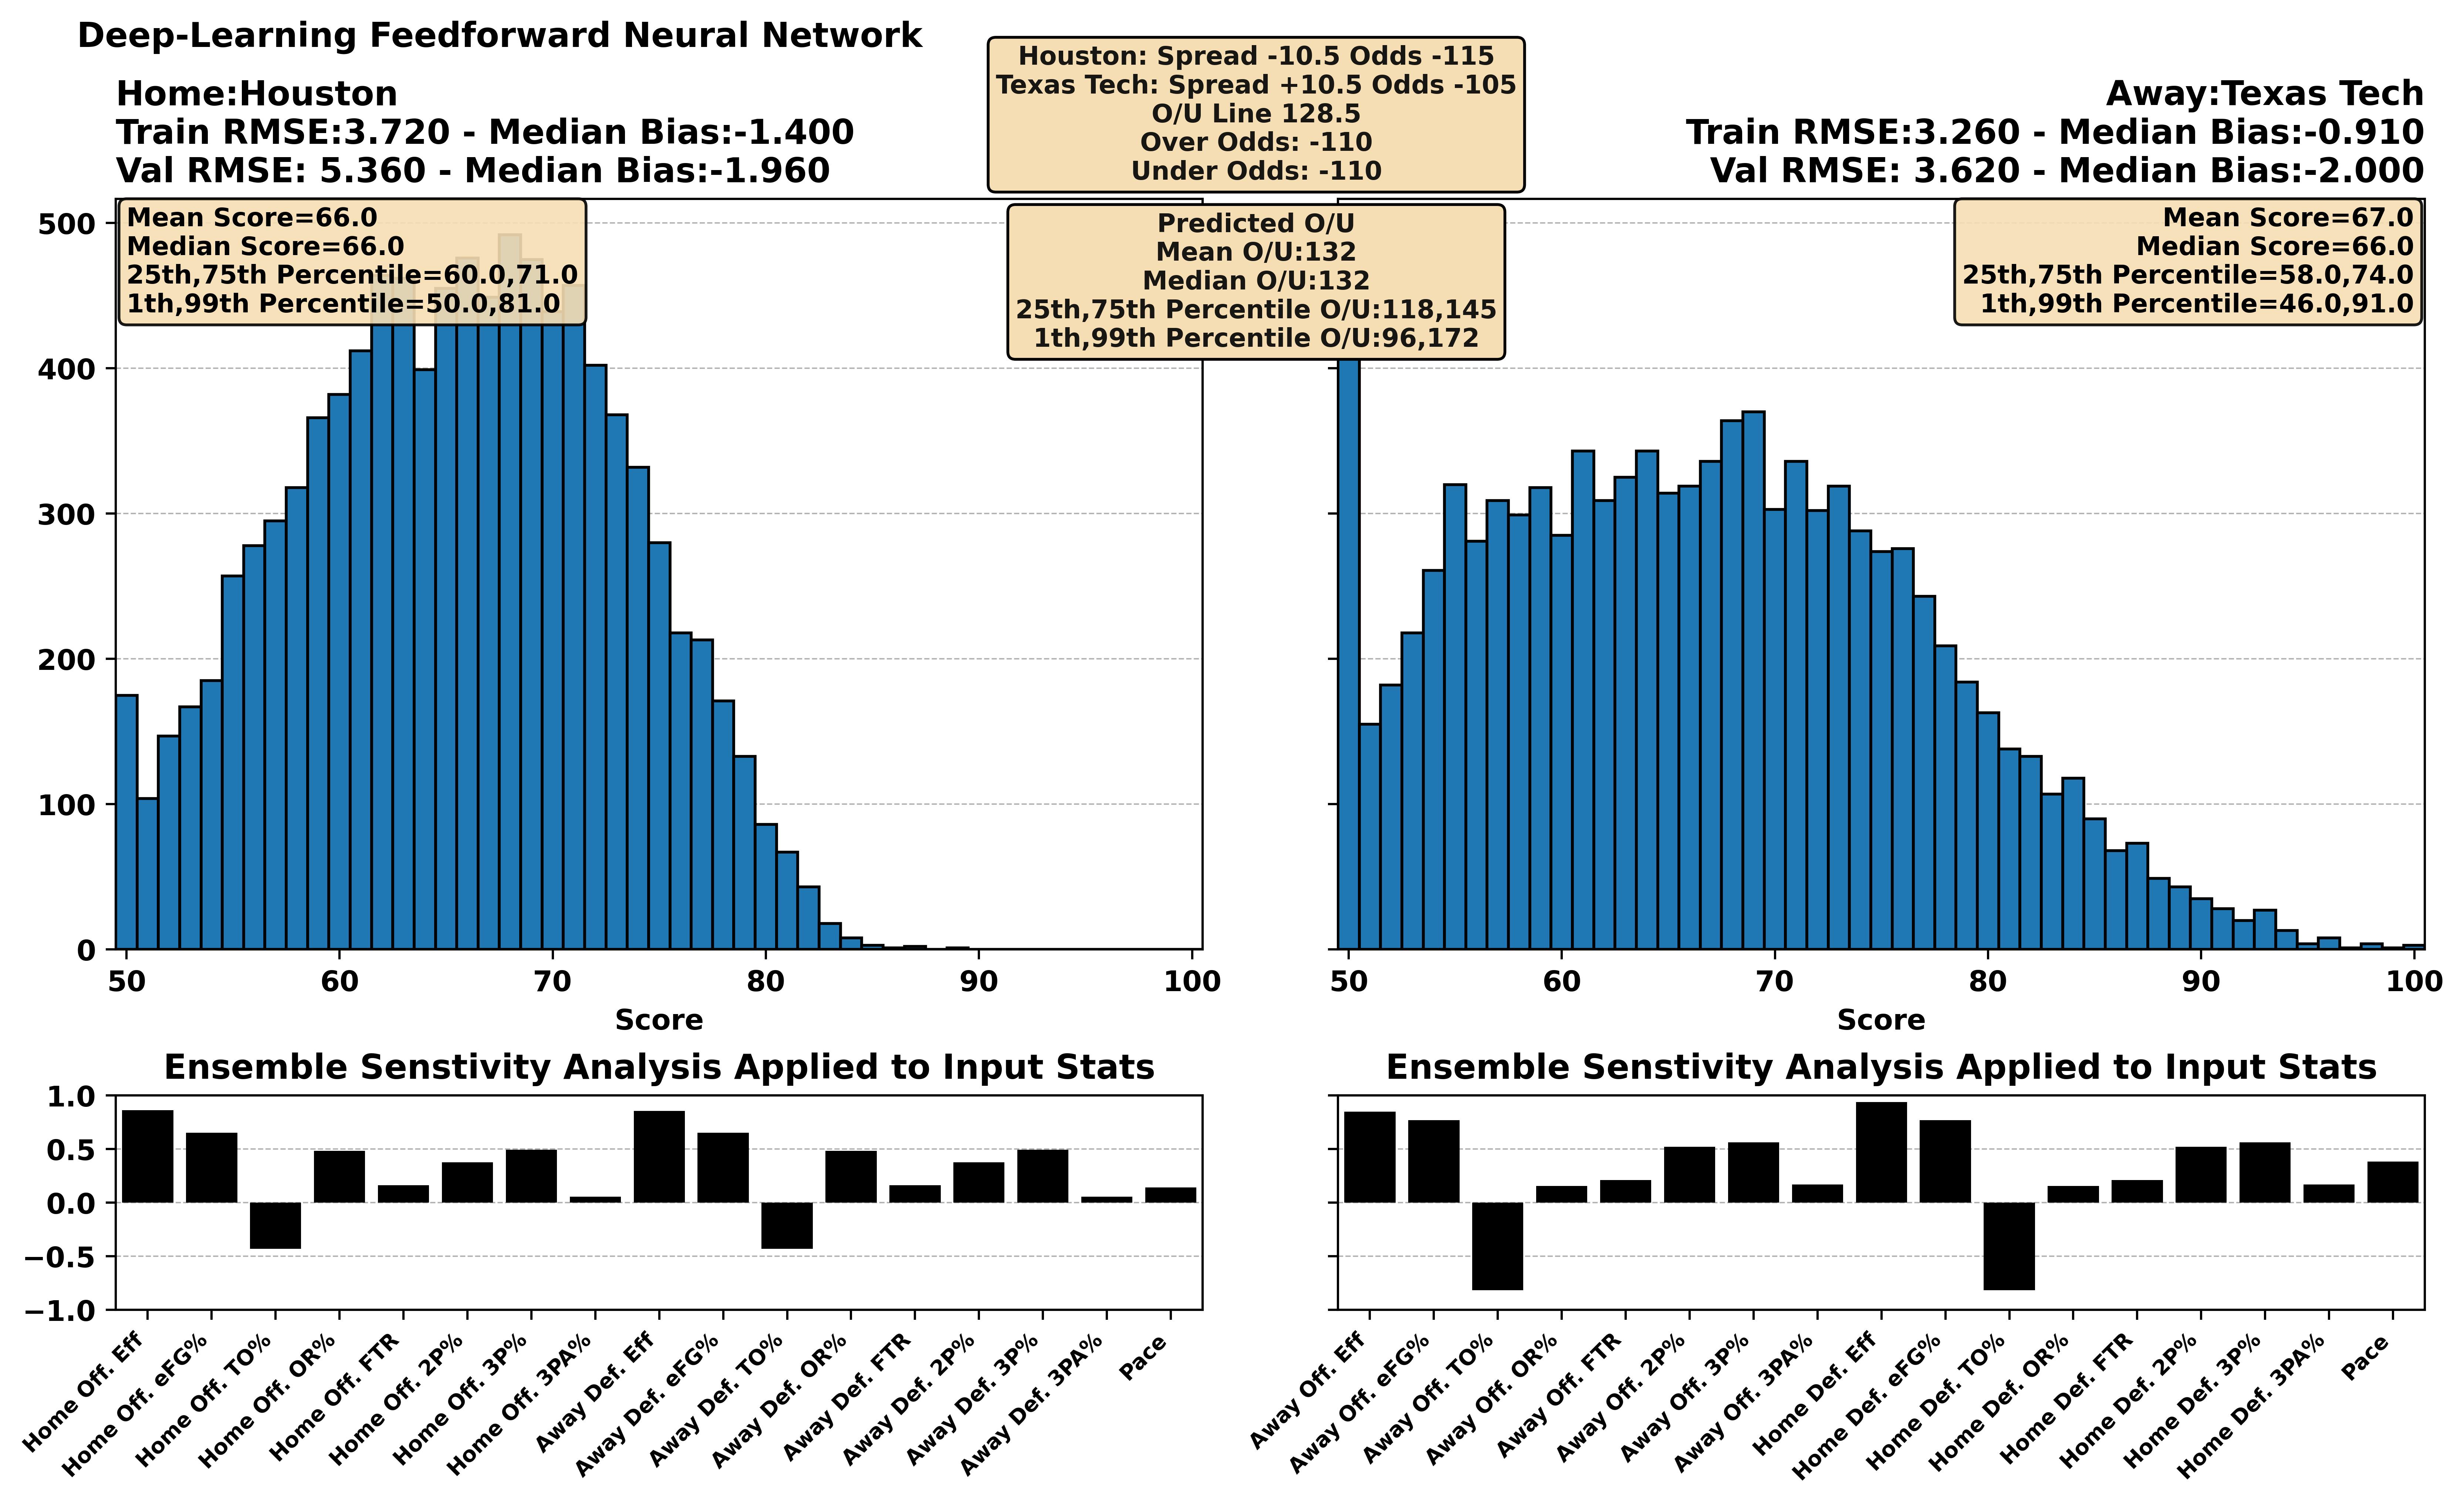 Deep-Learning Feedforward Neural Network
Home:Houston
Train RMSE:3.720 - Median Bias:-1.400
Val RMSE: 5.360 - Median Bias:-1.960
Houston: Spread -10.5 Odds -115
Texas Tech: Spread +10.5 Odds -105
O/U Line 128.5
Over Odds: -110
Under Odds: -110
Away:Texas Tech
Train RMSE:3.260 - Median Bias:-0.910
Val RMSE: 3.620 - Median Bias:-2.000
Mean Score=66.0
Median Score=66.0
25th,75th Percentile=60.0,71.0
1th,99th Percentile=50.0,81.0
Predicted O/U
Mean O/U:132
Median O/U:132
25th,75th Percentile O/U:118,145
1th,99th Percentile O/U:96,172
Mean Score=67.0
Median Score=66.0
25th,75th Percentile=58.0,74.0
1th,99th Percentile=46.0,91.0
500
400
300
200
100
0
50 60 70 80 90 100
Score
50 60 70 80 90 100
Score
Ensemble Senstivity Analysis Applied to Input Stats
1.0
0.5
0.0
−0.5
−1.0
Home Off. Eff
Home Off. eFG%
Home Off. TO%
Home Off. OR%
Home Off. FTR
Home Off. 2P%
Home Off. 3P%
Home Off. 3PA%
Away Def. Eff
Away Def. eFG%
Away Def. TO%
Away Def. OR%
Away Def. FTR
Away Def. 2P%
Away Def. 3P%
Away Def. 3PA%
Pace
Ensemble Senstivity Analysis Applied to Input Stats
Away Off. Eff
Away Off. eFG%
Away Off. TO%
Away Off. OR%
Away Off. FTR
Away Off. 2P%
Away Off. 3P%
Away Off. 3PA%
Home Def. Eff
Home Def. eFG%
Home Def. TO%
Home Def. OR%
Home Def. FTR
Home Def. 2P%
Home Def. 3P%
Home Def. 3PA%
Pace